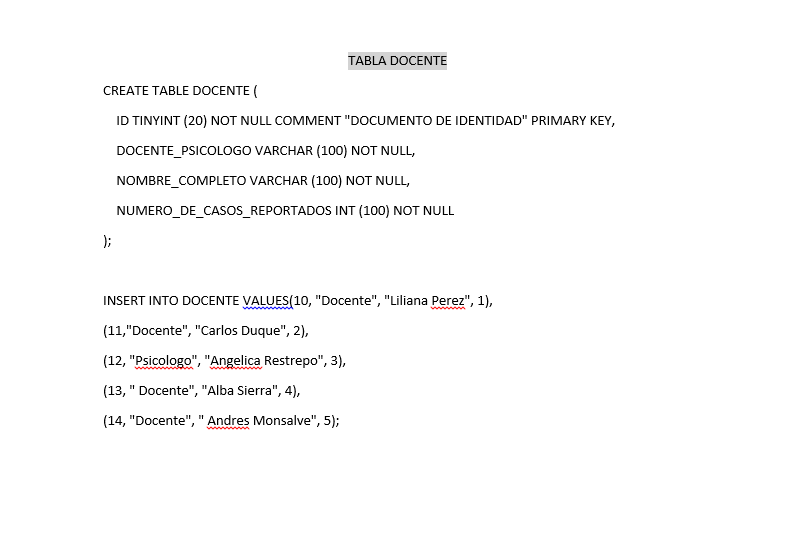 TABLA DOCENTE
CREATE TABLE DOCENTE (
ID TINYINT (20) NOT NULL COMMENT "DOCUMENTO DE IDENTIDAD" PRIMARY KEY,
DOCENTE_PSICOLOGO VARCHAR (100) NOT NULL,
NOMBRE_COMPLETO VARCHAR (100) NOT NULL,
NUMERO_DE_CASOS_REPORTADOS INT (100) NOT NULL
);
INSERT INTO DOCENTE VALUES(10, "Docente", "Liliana Perez", 1),
(11,"Docente", "Carlos Duque", 2),
(12, "Psicologo", "Angelica Restrepo", 3),
(13, " Docente", "Alba Sierra", 4),
(14, "Docente", " Andres Monsalve", 5);